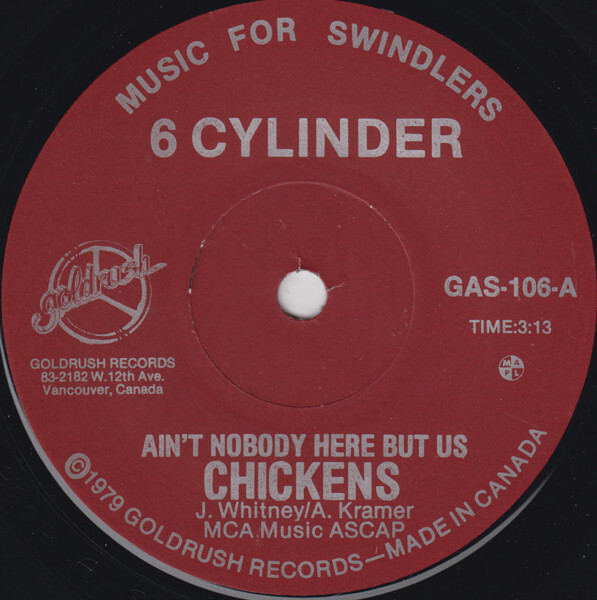 MUSIC FOR SWINDLERS
6 CYLINDER
goldrush
GOLDRUSH RECORDS
83-2182 W. 12th Ave.
Vancouver, Canada
GAS-106-A
TIME:3:13
M A P L
AIN'T NOBODY HERE BUT US
CHICKENS
J. Whitney/A. Kramer
MCA Music ASCAP
©1979 GOLDRUSH RECORDS—MADE IN CANADA